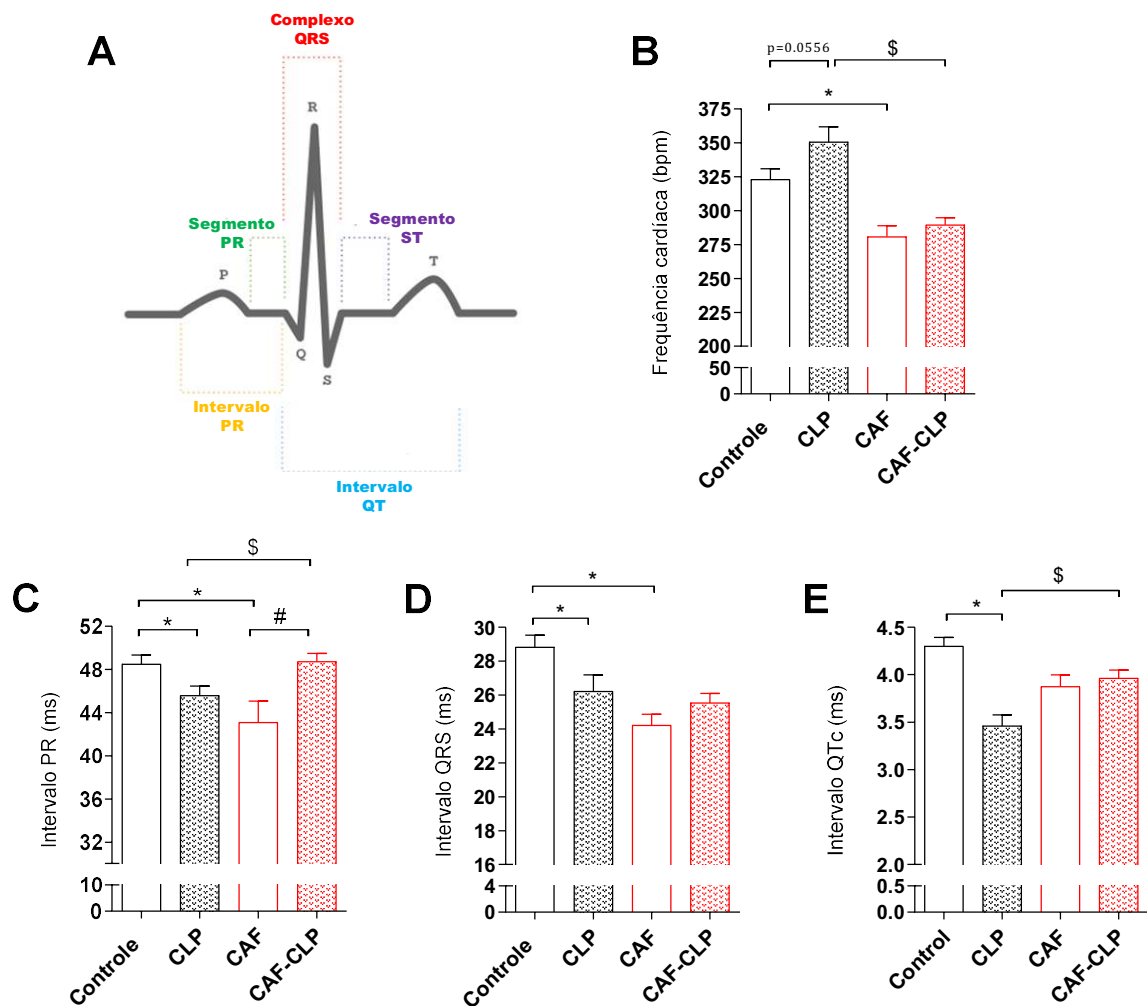 A
Complexo
QRS
R
Segmento
PR
Segmento
ST
P
T
Q
S
Intervalo
PR
Intervalo
QT
B
p=0.0556
$
*
Frequência cardíaca (bpm)
375
350
325
300
275
250
225
200
50
0
Controle
CLP
CAF
CAF-CLP
C
$
*
*
#
Intervalo PR (ms)
52
48
44
40
36
32
10
0
Controle
CLP
CAF
CAF-CLP
D
*
*
Intervalo QRS (ms)
30
28
26
24
22
20
18
16
4
0
Controle
CLP
CAF
CAF-CLP
E
$
*
Intervalo QTc (ms)
4.5
4.0
3.5
3.0
2.5
2.0
0.5
0.0
Control
CLP
CAF
CAF-CLP